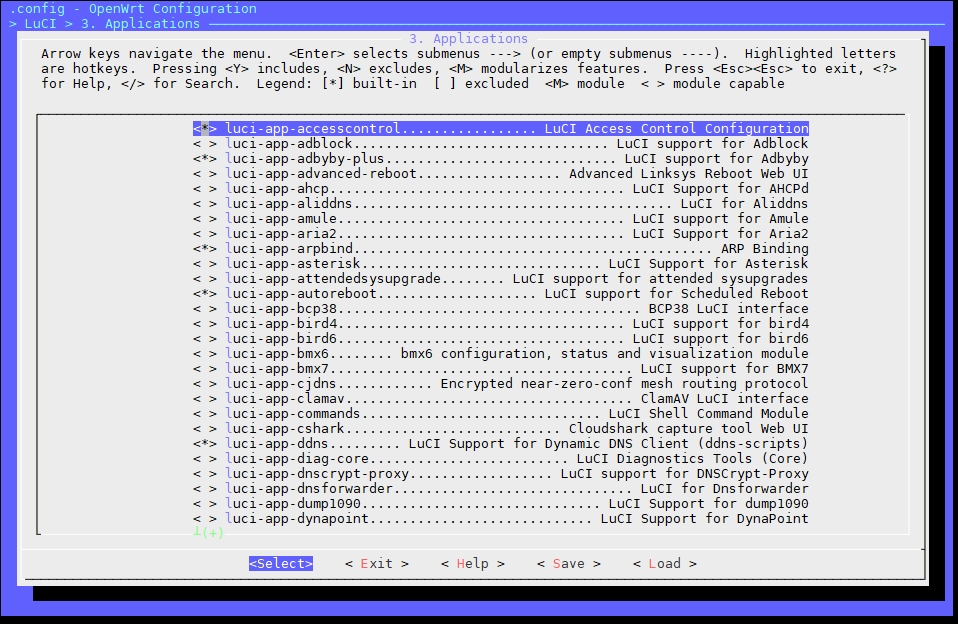 .config - OpenWrt Configuration
> LuCI > 3. Applications
3. Applications
Arrow keys navigate the menu.  <Enter> selects submenus ---> (or empty submenus ----).  Highlighted letters
are hotkeys.  Pressing <Y> includes, <N> excludes, <M> modularizes features.  Press <Esc><Esc> to exit, <?>
for Help, </> for Search.  Legend: [*] built-in  [ ] excluded  <M> module  < > module capable
<*> luci-app-accesscontrol................. LuCI Access Control Configuration
< > luci-app-adblock................................ LuCI support for Adblock
<*> luci-app-adbyby-plus............................. LuCI support for Adbyby
< > luci-app-advanced-reboot.................. Advanced Linksys Reboot Web UI
< > luci-app-ahcp..................................... LuCI Support for AHCPd
< > luci-app-aliddns........................................ LuCI for Aliddns
< > luci-app-amule.................................... LuCI support for Amule
< > luci-app-aria2.................................... LuCI Support for Aria2
<*> luci-app-arpbind............................................. ARP Binding
< > luci-app-asterisk.............................. LuCI Support for Asterisk
< > luci-app-attendedsysupgrade........ LuCI support for attended sysupgrades
<*> luci-app-autoreboot.................... LuCI support for Scheduled Reboot
< > luci-app-bcp38...................................... BCP38 LuCI interface
< > luci-app-bird4.................................... LuCI support for bird4
< > luci-app-bird6.................................... LuCI support for bird6
< > luci-app-bmx6........ bmx6 configuration, status and visualization module
< > luci-app-bmx7...................................... LuCI support for BMX7
< > luci-app-cjdns............ Encrypted near-zero-conf mesh routing protocol
< > luci-app-clamav.................................... ClamAV LuCI interface
< > luci-app-commands.............................. LuCI Shell Command Module
< > luci-app-cshark........................... Cloudshark capture tool Web UI
<*> luci-app-ddns......... LuCI Support for Dynamic DNS Client (ddns-scripts)
< > luci-app-diag-core......................... LuCI Diagnostics Tools (Core)
< > luci-app-dnscrypt-proxy.................. LuCI support for DNSCrypt-Proxy
< > luci-app-dnsforwarder.............................. LuCI for Dnsforwarder
< > luci-app-dump1090.............................. LuCI Support for dump1090
< > luci-app-dynapoint............................ LuCI Support for DynaPoint
┴(+)
<Select>    < Exit >    < Help >    < Save >    < Load >